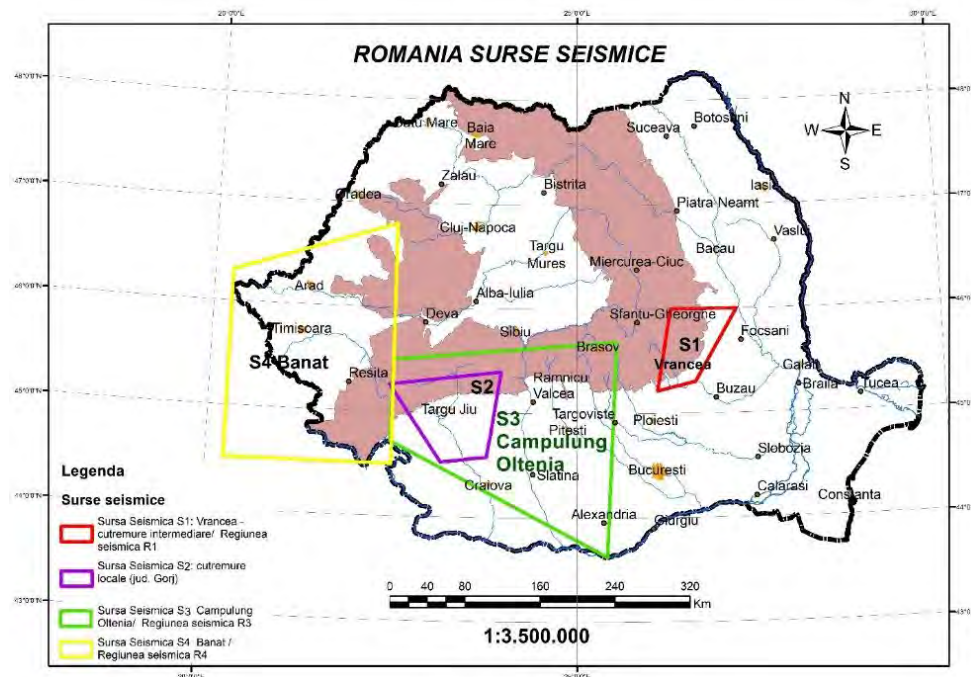 ROMANIA SURSE SEISMICE
N
W E
S
Botosani
Suceava
Mare
Baia
Mare
Zalau
Bistrita
Iasi
Piatra Neamt
Cluj-Napoca
Targu
Mures
Bacau
Vaslui
Miercurea-Ciuc
Arad
Alba-Iulia
Deva
Sfantu-Gheorghe
Timisoara
Sibiu
Brasov
S1
Vrancea
Focsani
S4 Banat
Resita
S2
Ramnicu
Valcea
Buzau
Galati
Braila
Tulcea
Targu Jiu
S3
Campulung
Oltenia
Targoviste
Pitesti
Ploiesti
Slobozia
Bucuresti
Craiova
Slatina
Calarasi
Constanta
Alexandria
Giurgiu
Legenda
Surse seismice
Sursa Seismica S1: Vrancea -
cutremure intermediare/ Regiunea
seismica R1
Sursa Seismica S2: cutremure
locale (jud. Gorj)
Sursa Seismica S3 Campulung
Oltenia/ Regiunea seismica R3
Sursa Seismica S4 Banat /
Regiunea seismica R4
0 20 40 60 80 160 240 320
Km
1:3.500.000